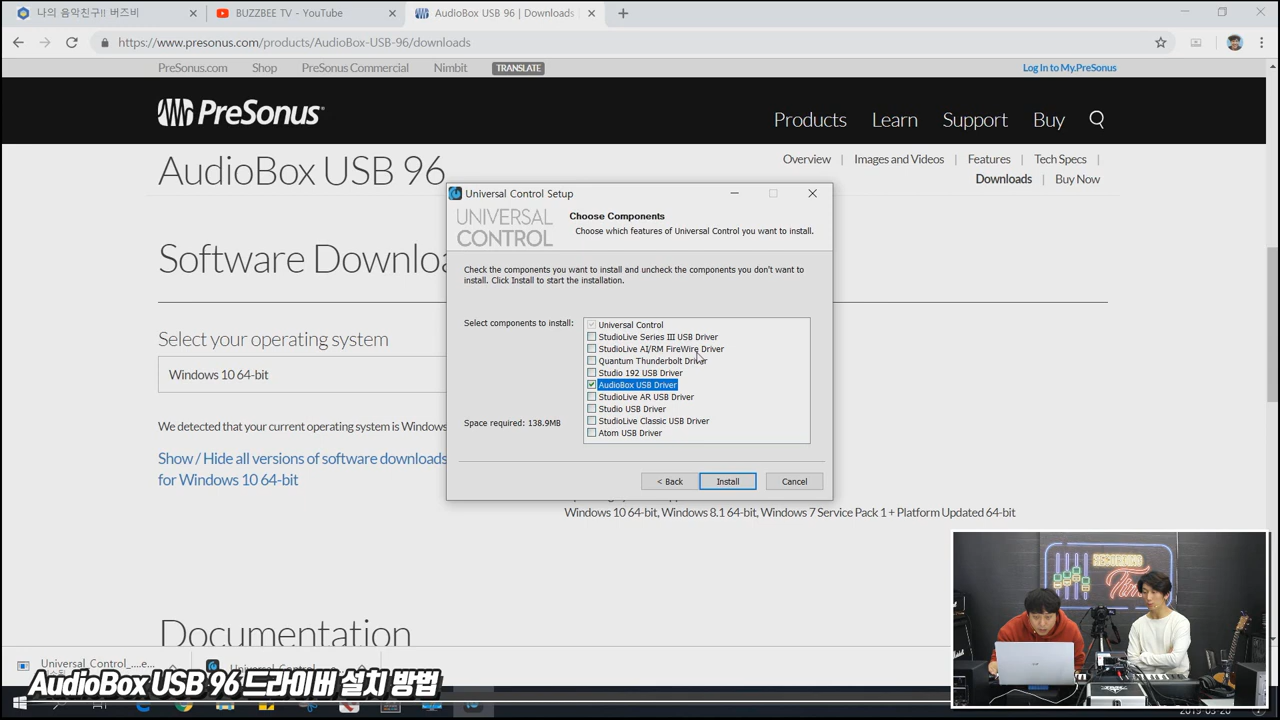 나의 음악친구!! 버즈비
BUZZBEE TV - YouTube
AudioBox USB 96 | Downloads
https://www.presonus.com/products/AudioBox-USB-96/downloads
PreSonus.com
Shop
PreSonus Commercial
Nimbit
TRANSLATE
Log In to My.PreSonus
PreSonus
Products
Learn
Support
Buy
AudioBox USB 96
Overview
Images and Videos
Features
Tech Specs
Downloads
Buy Now
Software Downloa
Select your operating system
Windows 10 64-bit
We detected that your current operating system is Windows
Show / Hide all versions of software downloads
for Windows 10 64-bit
Universal Control Setup
UNIVERSAL
CONTROL
Choose Components
Choose which features of Universal Control you want to install.
Check the components you want to install and uncheck the components you don't want to
install. Click Install to start the installation.
Select components to install:
Universal Control
StudioLive Series III USB Driver
StudioLive AI/RM FireWire Driver
Quantum Thunderbolt Driver
Studio 192 USB Driver
AudioBox USB Driver
StudioLive AR USB Driver
Studio USB Driver
StudioLive Classic USB Driver
Atom USB Driver
Space required: 138.9MB
< Back
Install
Cancel
Windows 10 64-bit, Windows 8.1 64-bit, Windows 7 Service Pack 1 + Platform Updated 64-bit
Documentation
RECORDING
Time
Universal_Control_....e...
AudioBox USB 96 드라이버 설치 방법